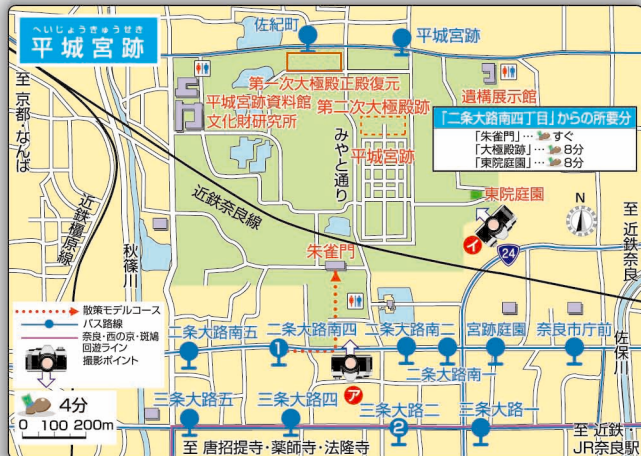 へいじょうきゅうせき
平城宮跡
佐紀町
平城宮跡
至 京都・なんば
第一次大極殿正殿復元
平城宮跡資料館
文化財研究所
第二次大極殿跡
遺構展示館
「二条大路南四丁目」からの所要分
「朱雀門」… すぐ
「大極殿跡」… 8分
「東院庭園」… 8分
みやと通り
平城宮跡
東院庭園
近鉄奈良線
近鉄橿原線
秋篠川
朱雀門
イ
24
N
至 近鉄奈良
散策モデルコース
バス路線
奈良・西の京・斑鳩
回遊ライン
撮影ポイント
二条大路南五
二条大路南四
二条大路南二
宮跡庭園
奈良市庁前
1
二条大路南一
佐保川
ア
4分
0 100 200m
三条大路五
三条大路四
三条大路二
三条大路一
2
至 唐招提寺・薬師寺・法隆寺
至 近鉄・
JR奈良駅